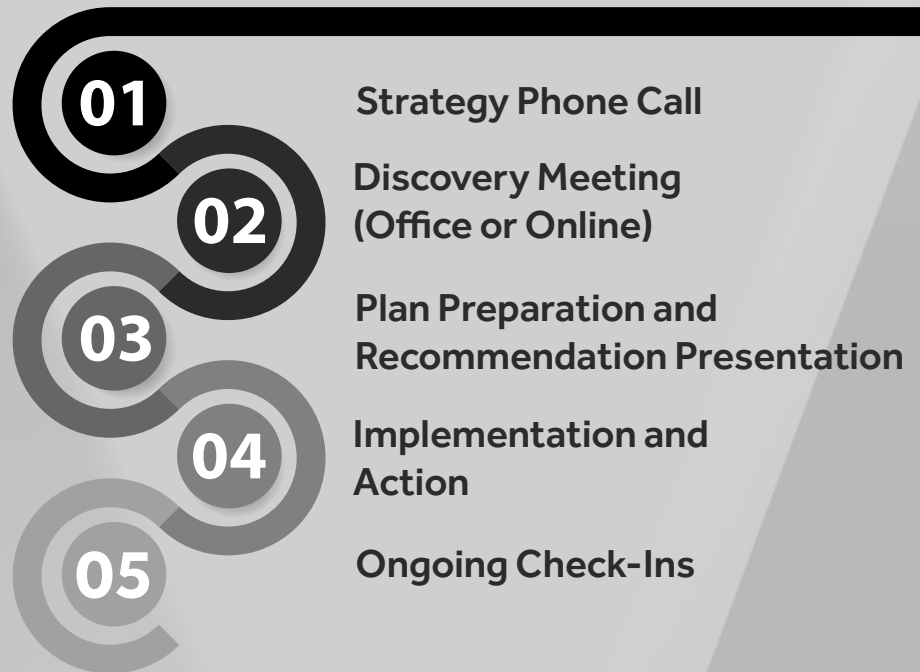 01
Strategy Phone Call
02
Discovery Meeting
(Office or Online)
03
Plan Preparation and
Recommendation Presentation
04
Implementation and
Action
05
Ongoing Check-Ins